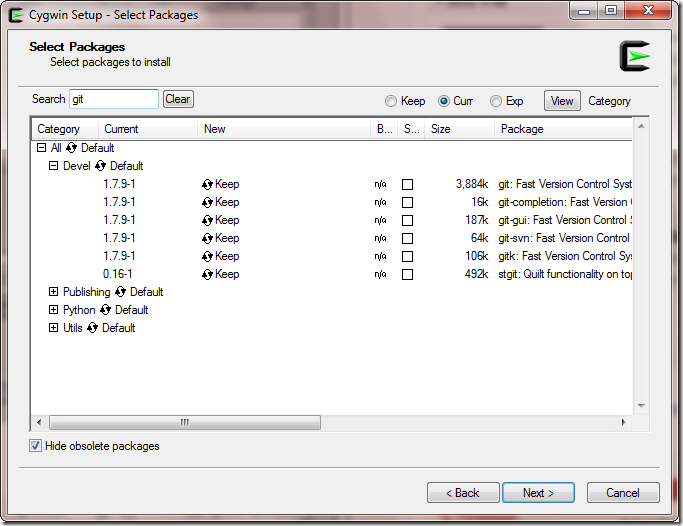 Cygwin Setup - Select Packages
Select Packages
Select packages to install
Search git Clear Keep Curr Exp View Category
Category Current New B... S... Size Package
All Default
Devel Default
1.7.9-1 Keep n/a 3,884k git: Fast Version Control Syst
1.7.9-1 Keep n/a 16k git-completion: Fast Version
1.7.9-1 Keep n/a 187k git-gui: Fast Version Control S
1.7.9-1 Keep n/a 64k git-svn: Fast Version Control
1.7.9-1 Keep n/a 106k gitk: Fast Version Control Sys
0.16-1 Keep n/a 492k stgit: Quilt functionality on top
Publishing Default
Python Default
Utils Default
Hide obsolete packages
< Back Next > Cancel